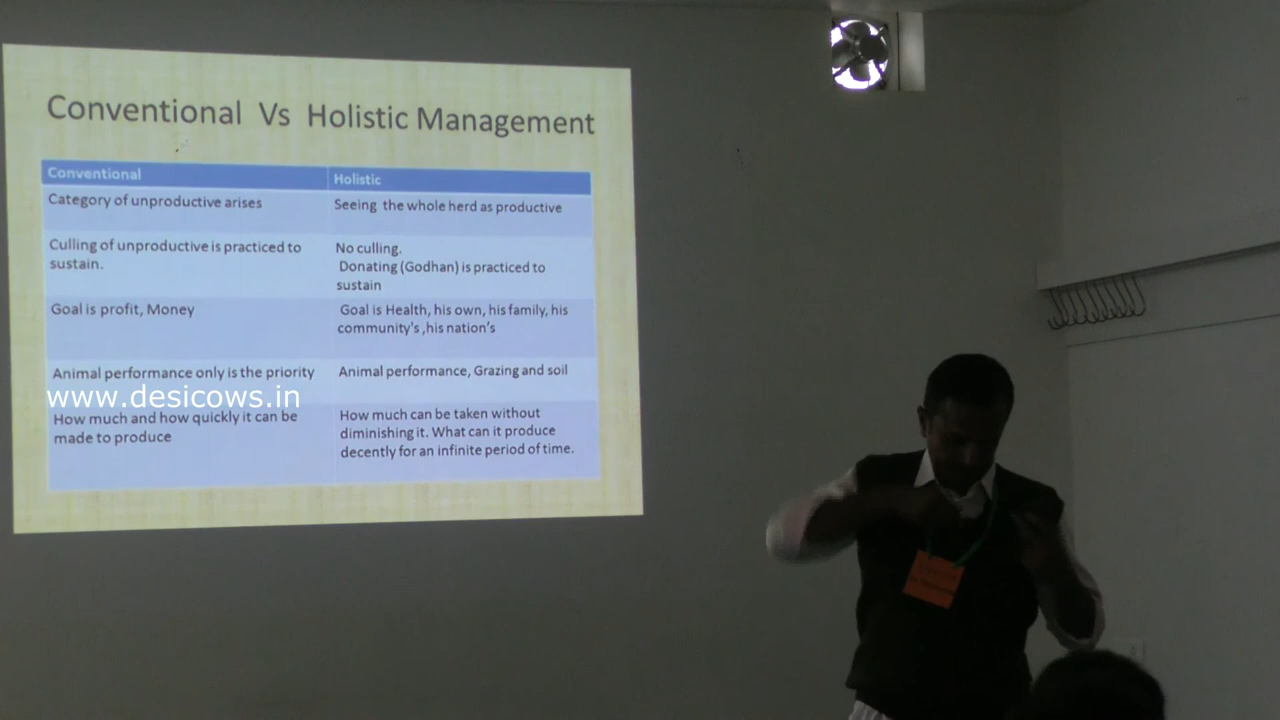 Conventional Vs Holistic Management
Conventional
Holistic
Category of unproductive arises
Seeing the whole herd as productive
Culling of unproductive is practiced to
sustain.
No culling.
Donating (Godhan) is practiced to
sustain
Goal is profit, Money
Goal is Health, his own, his family, his
community's ,his nation's
Animal performance only is the priority
Animal performance, Grazing and soil
www.desicows.in
How much and how quickly it can be
made to produce
How much can be taken without
diminishing it. What can it produce
decently for an infinite period of time.